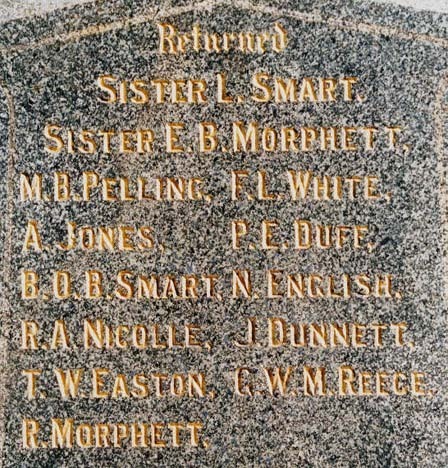 Returned
SISTER L. SMART.
SISTER E.B. MORPHETT.
M.B. PELLING. F.L. WHITE.
A. JONES. P.E. DUFF.
B.O.B. SMART. N. ENGLISH.
R.A. NICOLLE. J. DUNNETT.
T.W. EASTON. G.W.M. REECE.
R. MORPHETT.